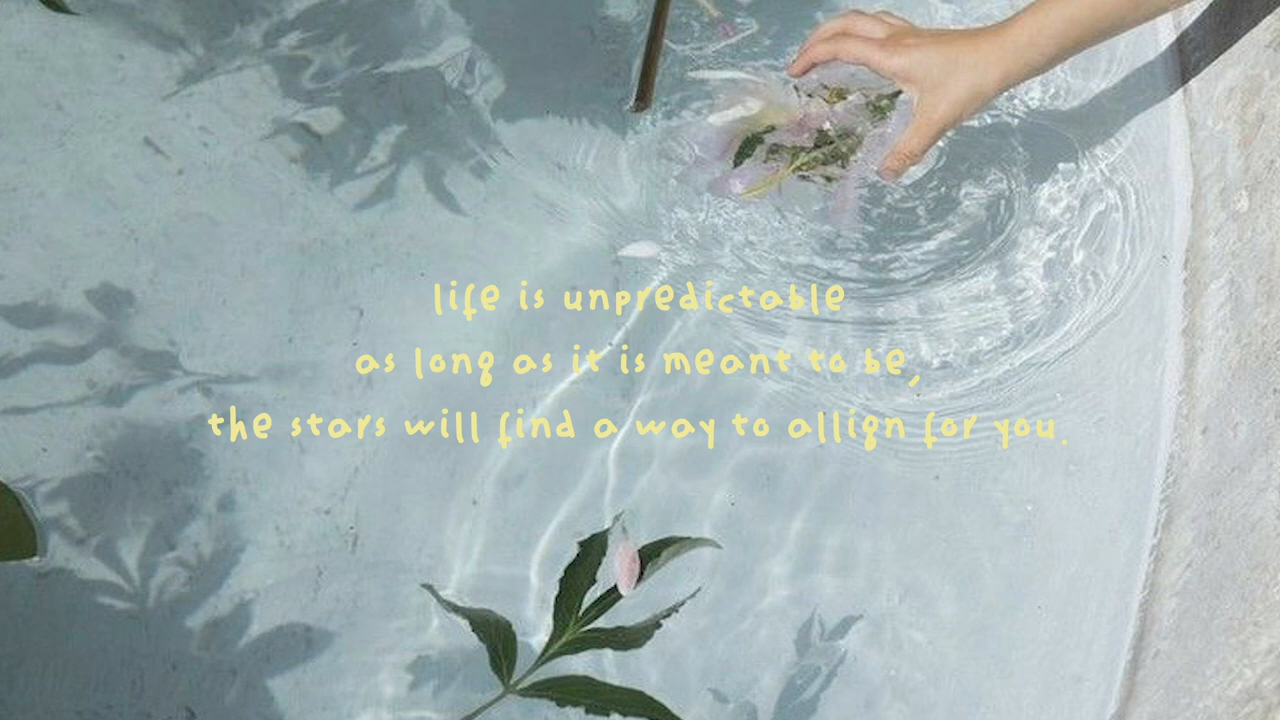 life is unpredictable
as long as it is meant to be,
the stars will find a way to allign for you.